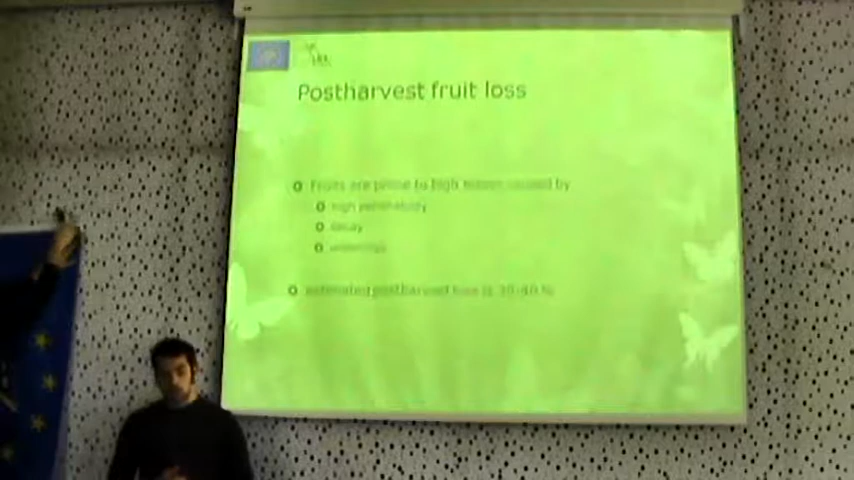 Postharvest fruit loss
Fruits are prone to high losses caused by
high perishability
decay
estimated postharvest loss is 30-40 %